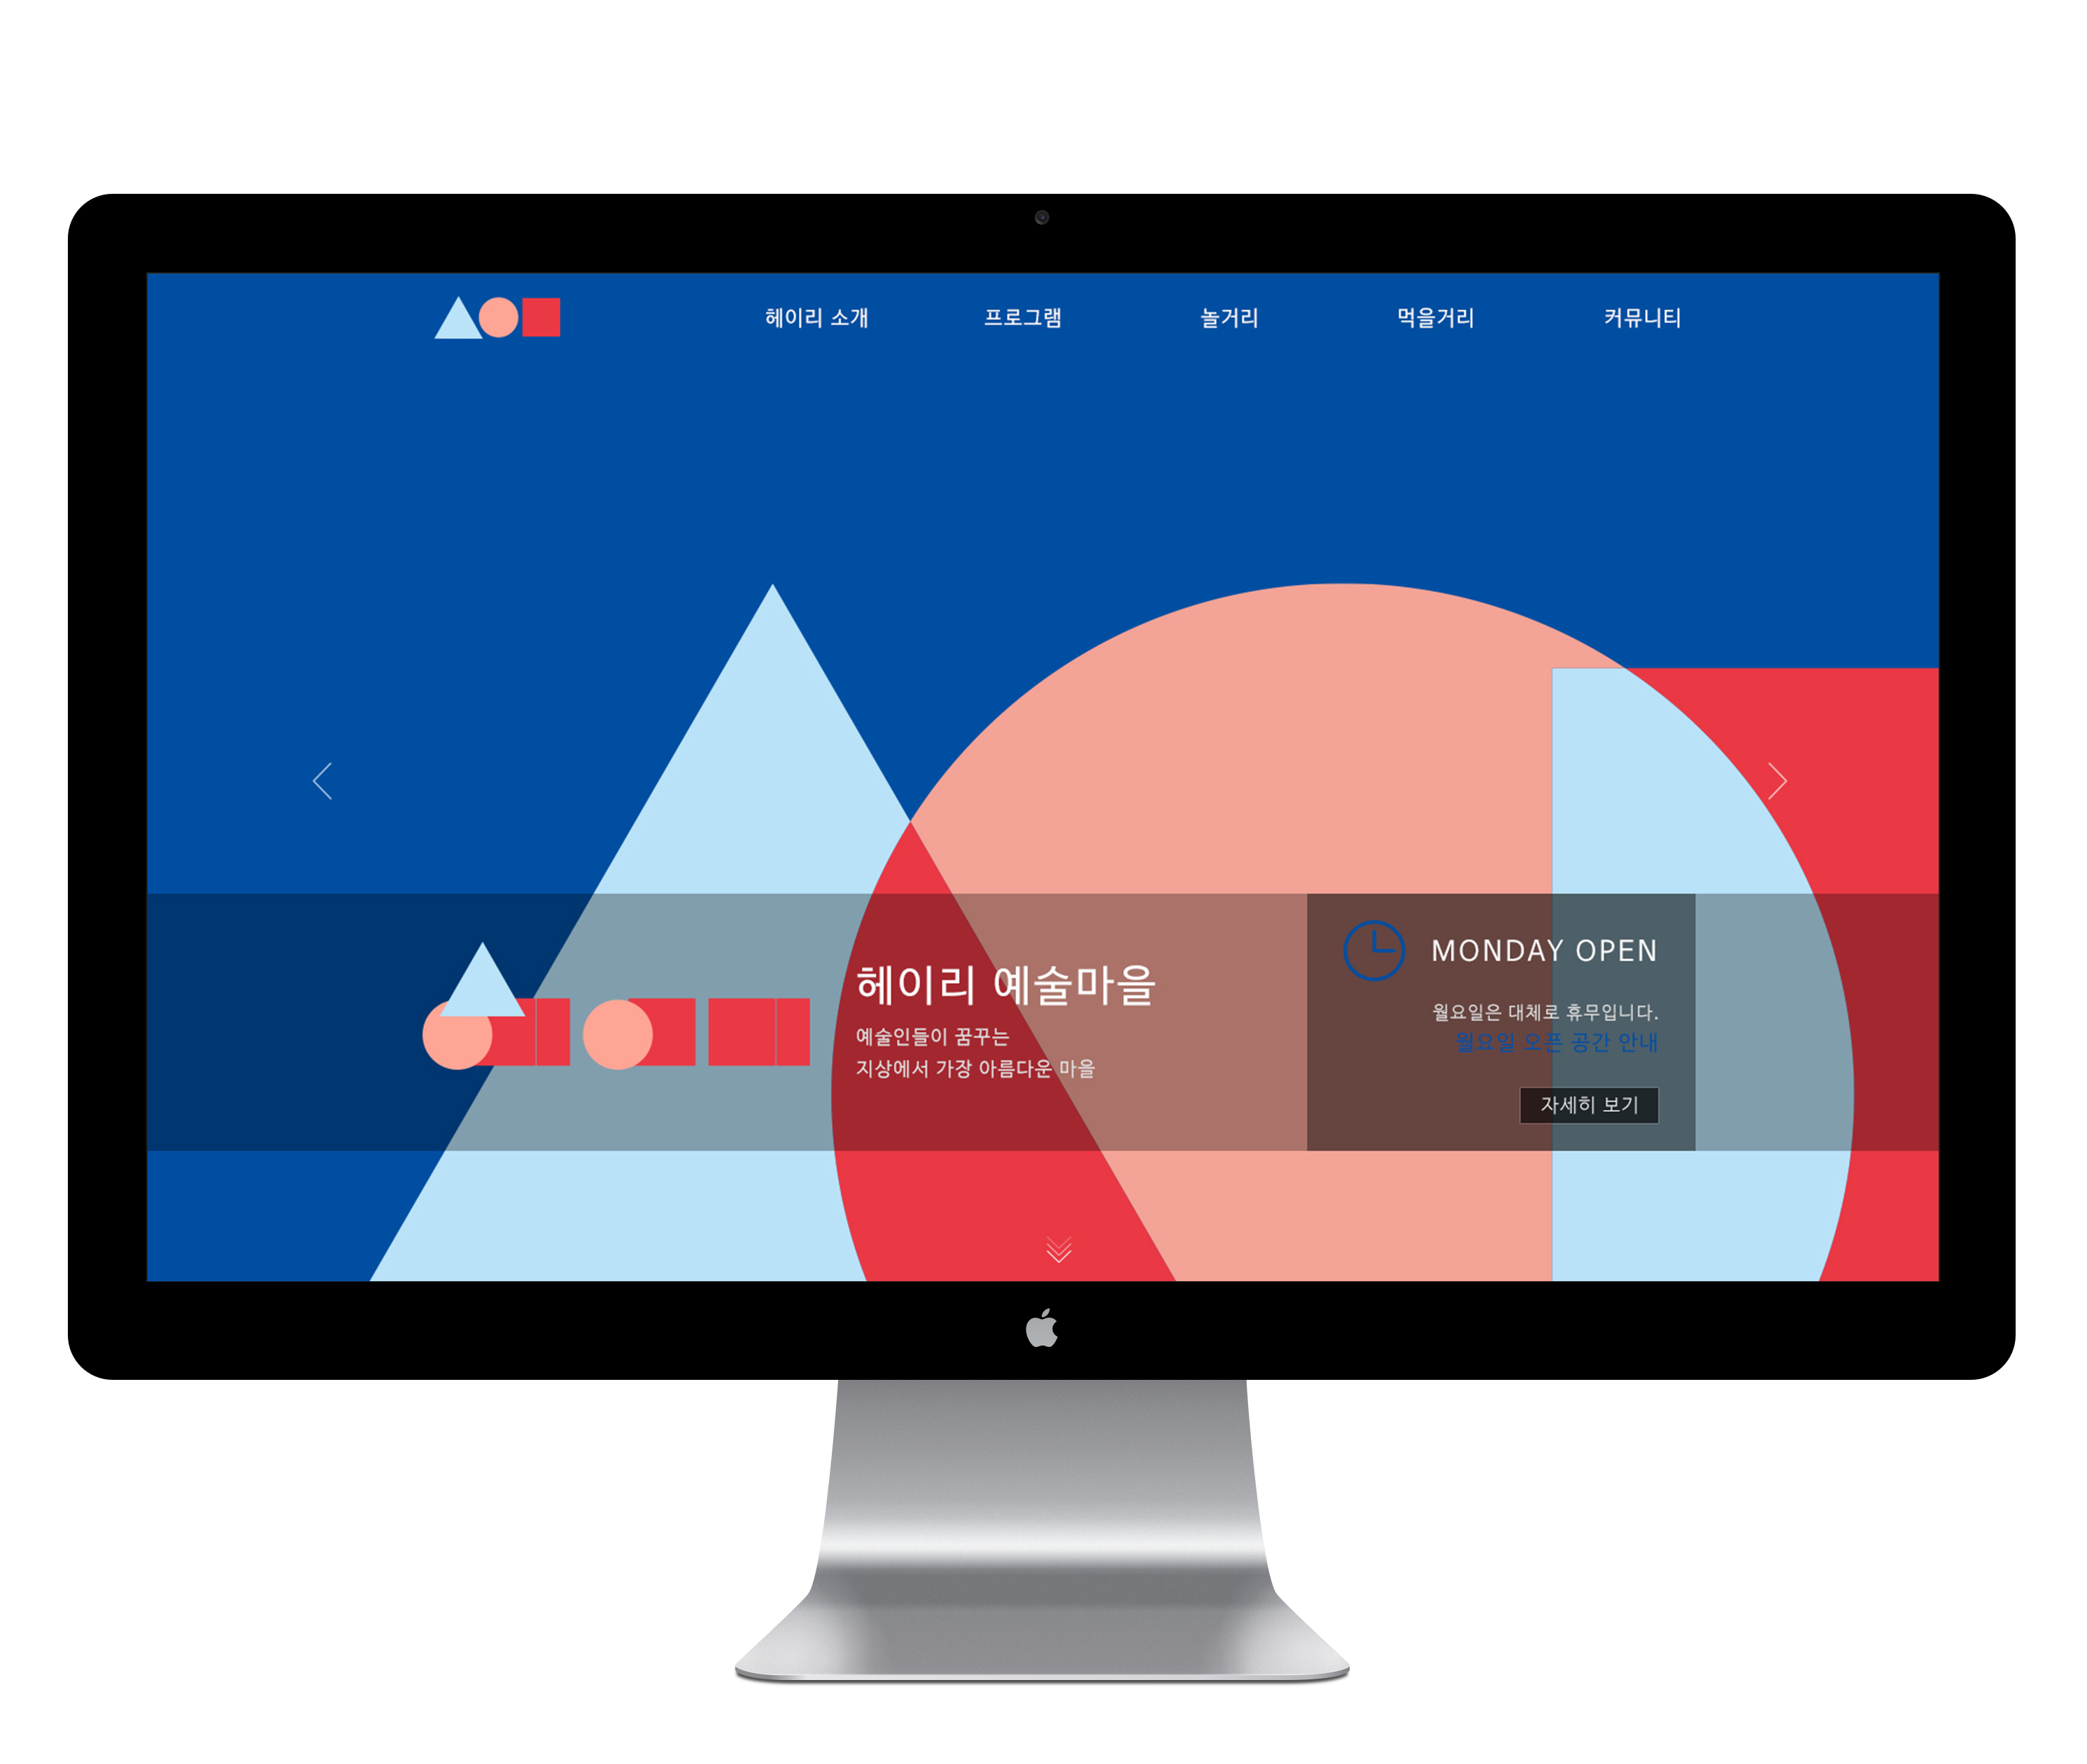 헤이리 소개 프로그램 놀거리 먹을거리 커뮤니티
헤이리 예술마을
예술인들이 꿈꾸는
지상에서 가장 아름다운 마을
MONDAY OPEN
월요일은 대체로 휴무입니다.
월요일 오픈 공간 안내
자세히 보기